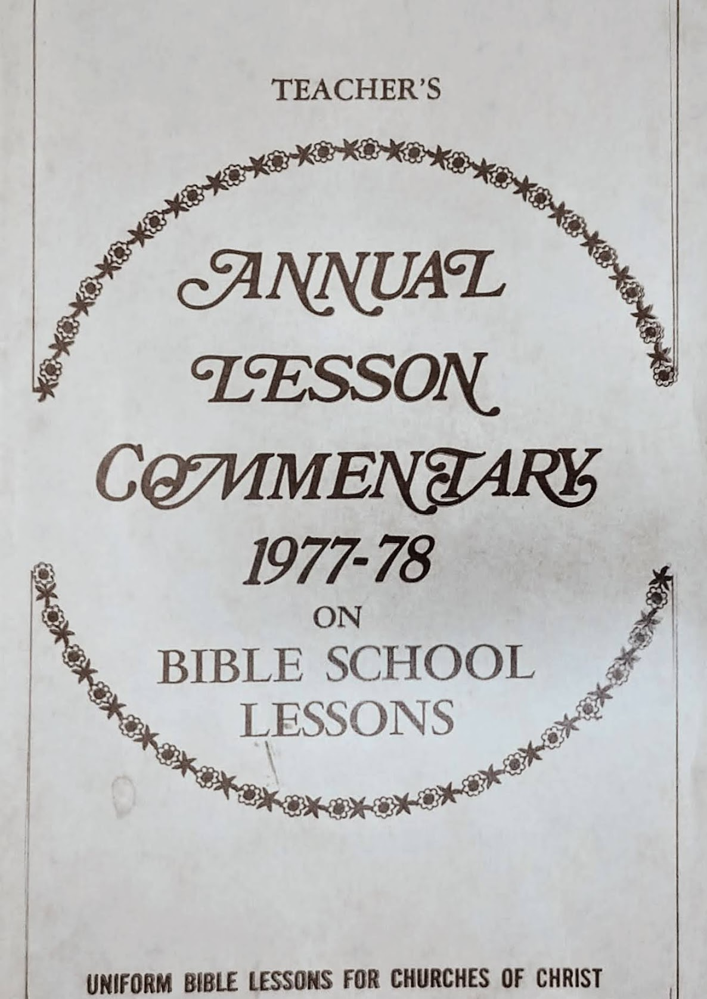 TEACHER'S
ANNUAL
LESSON
COMMENTARY
1977-78
ON
BIBLE SCHOOL
LESSONS
UNIFORM BIBLE LESSONS FOR CHURCHES OF CHRIST